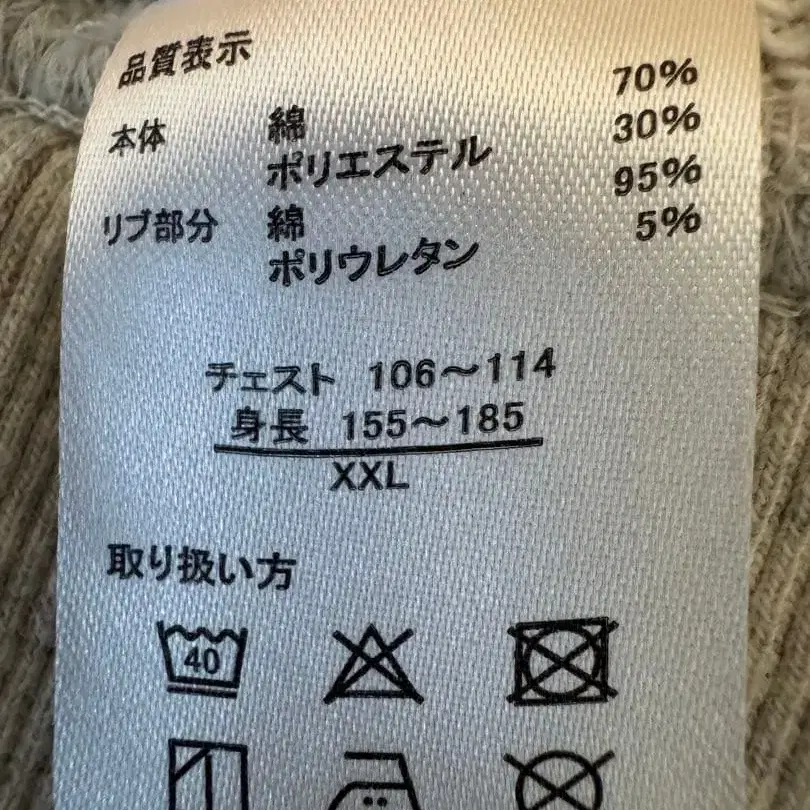 品質表示
本体 綿 70%
ポリエステル 30%
リブ部分 綿 95%
ポリウレタン 5%
チェスト 106～114
身長 155～185
XXL
取り扱い方
40